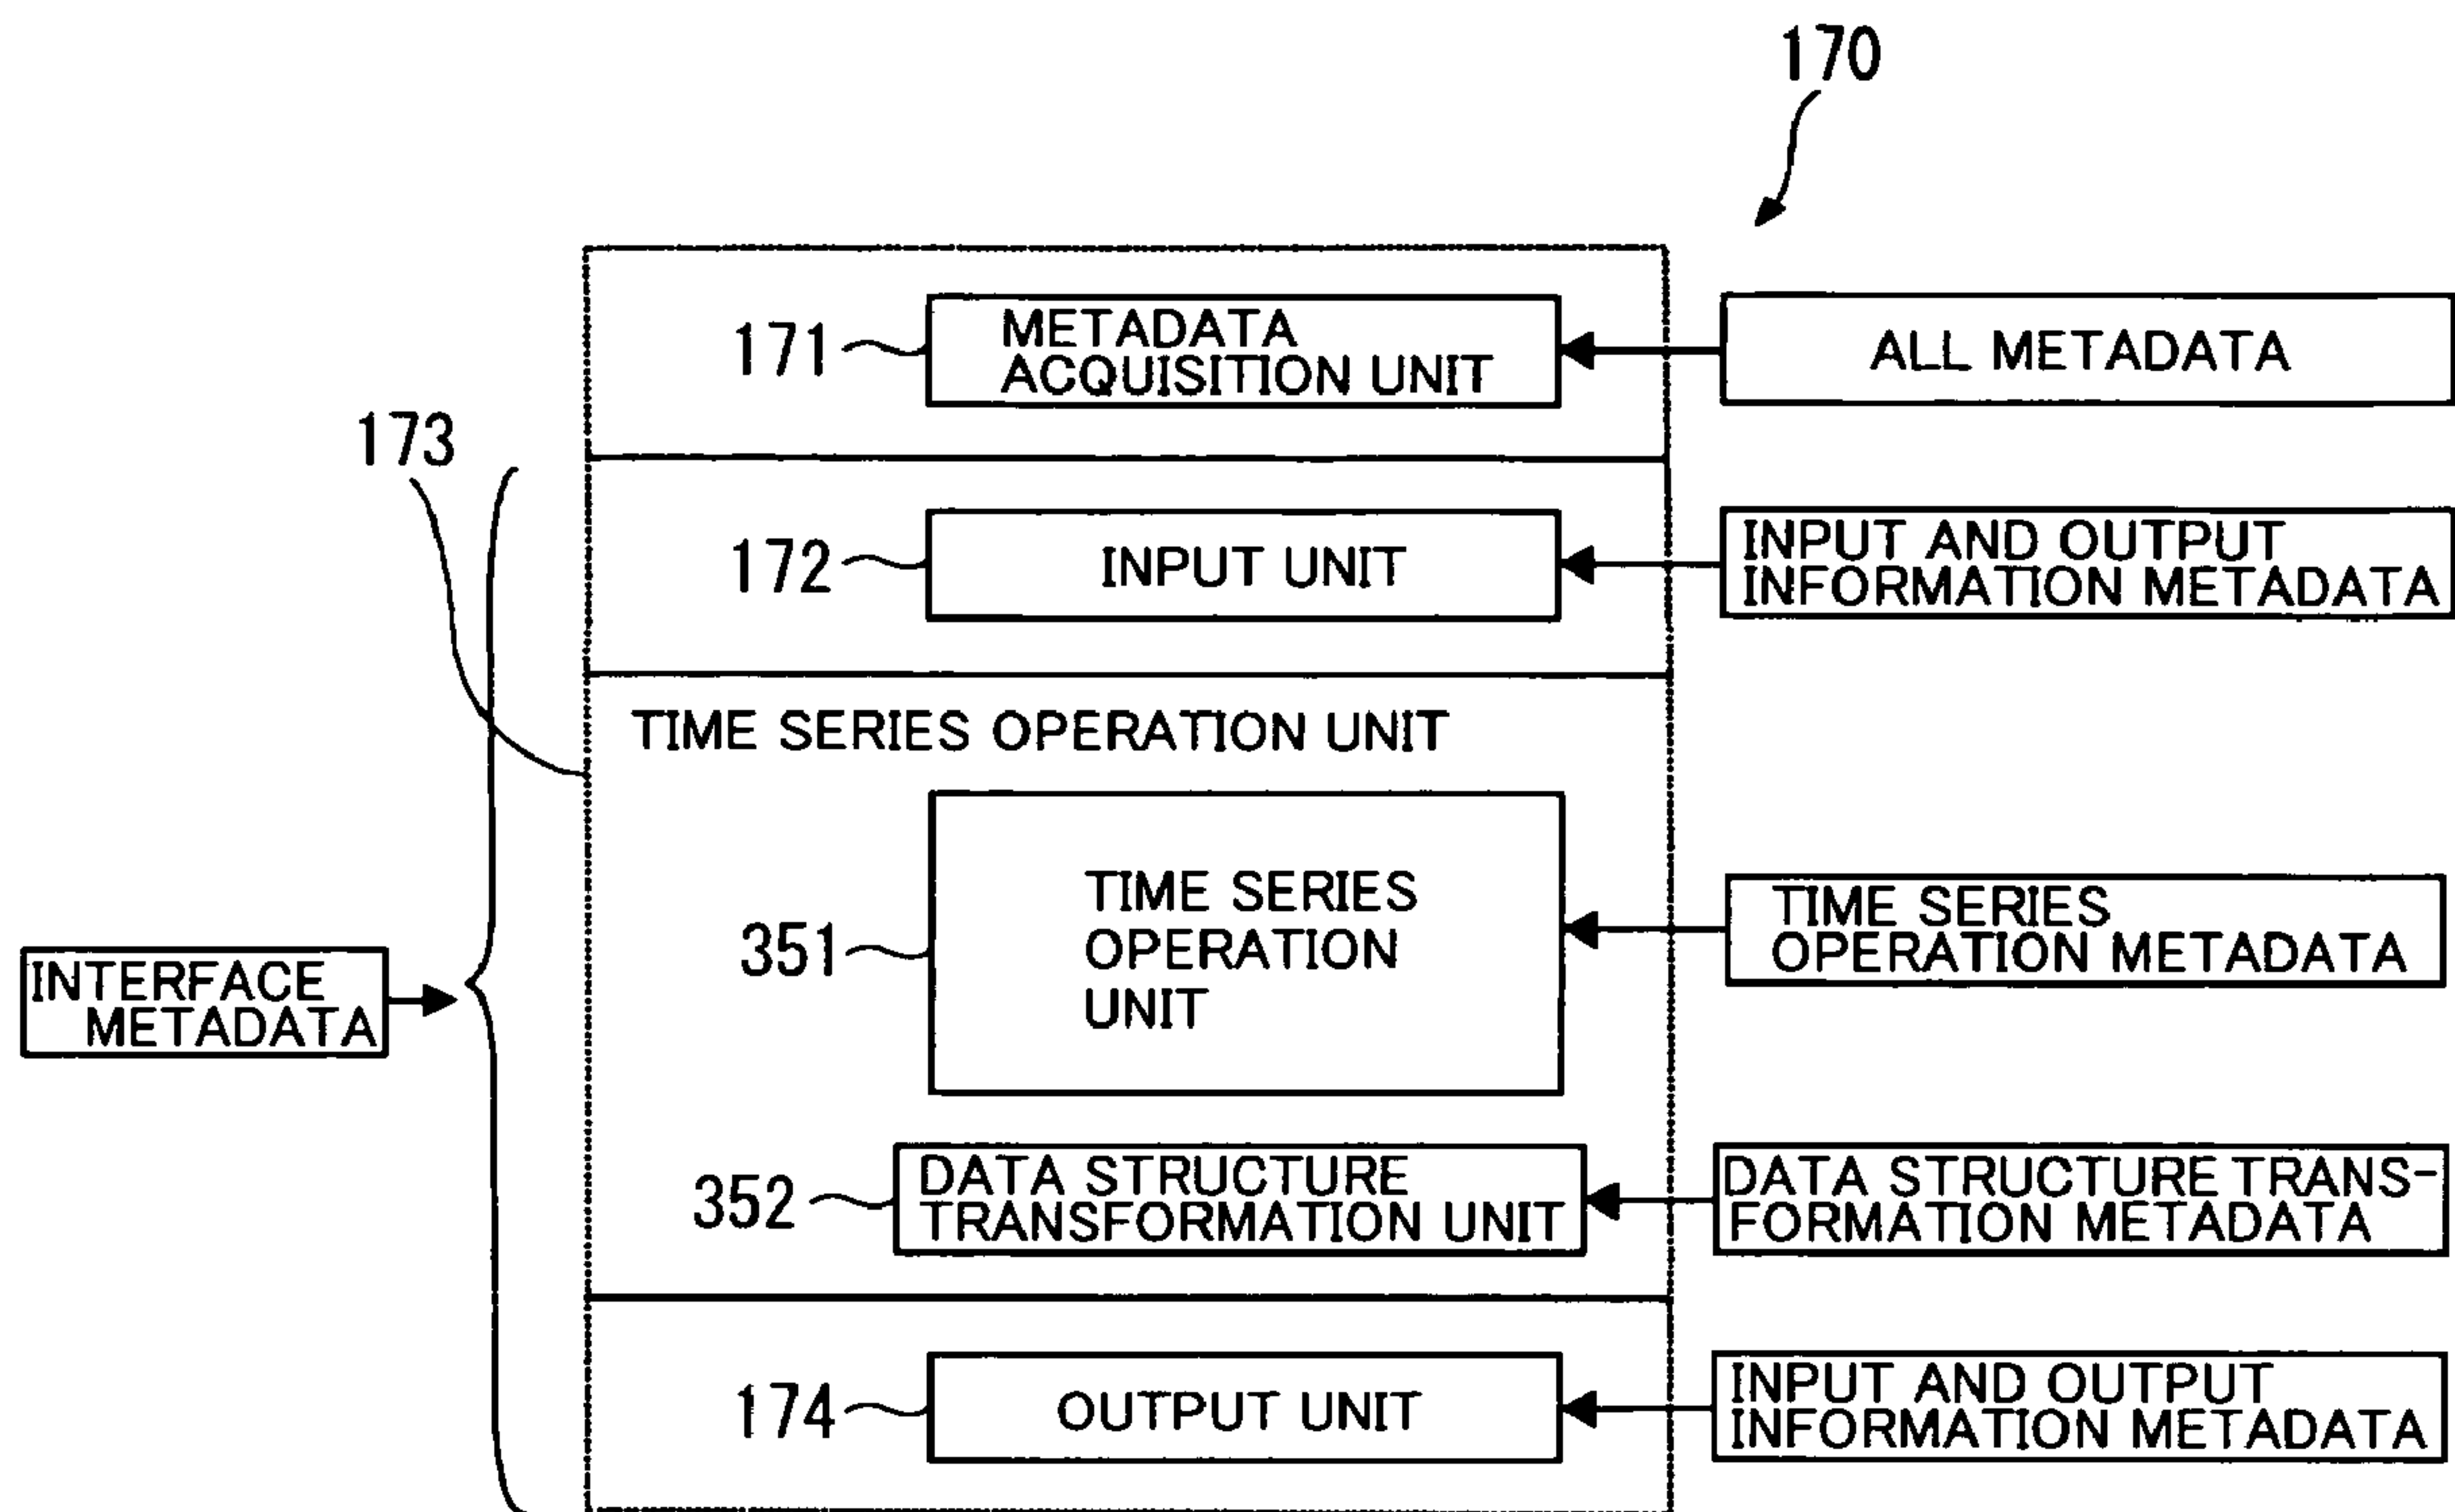 170
171
METADATA
ACQUISITION UNIT
ALL METADATA
173
172
INPUT UNIT
INPUT AND OUTPUT
INFORMATION METADATA
TIME SERIES OPERATION UNIT
351
TIME SERIES
OPERATION
UNIT
TIME SERIES
OPERATION METADATA
INTERFACE
METADATA
352
DATA STRUCTURE
TRANSFORMATION UNIT
DATA STRUCTURE TRANS-
FORMATION METADATA
174
OUTPUT UNIT
INPUT AND OUTPUT
INFORMATION METADATA